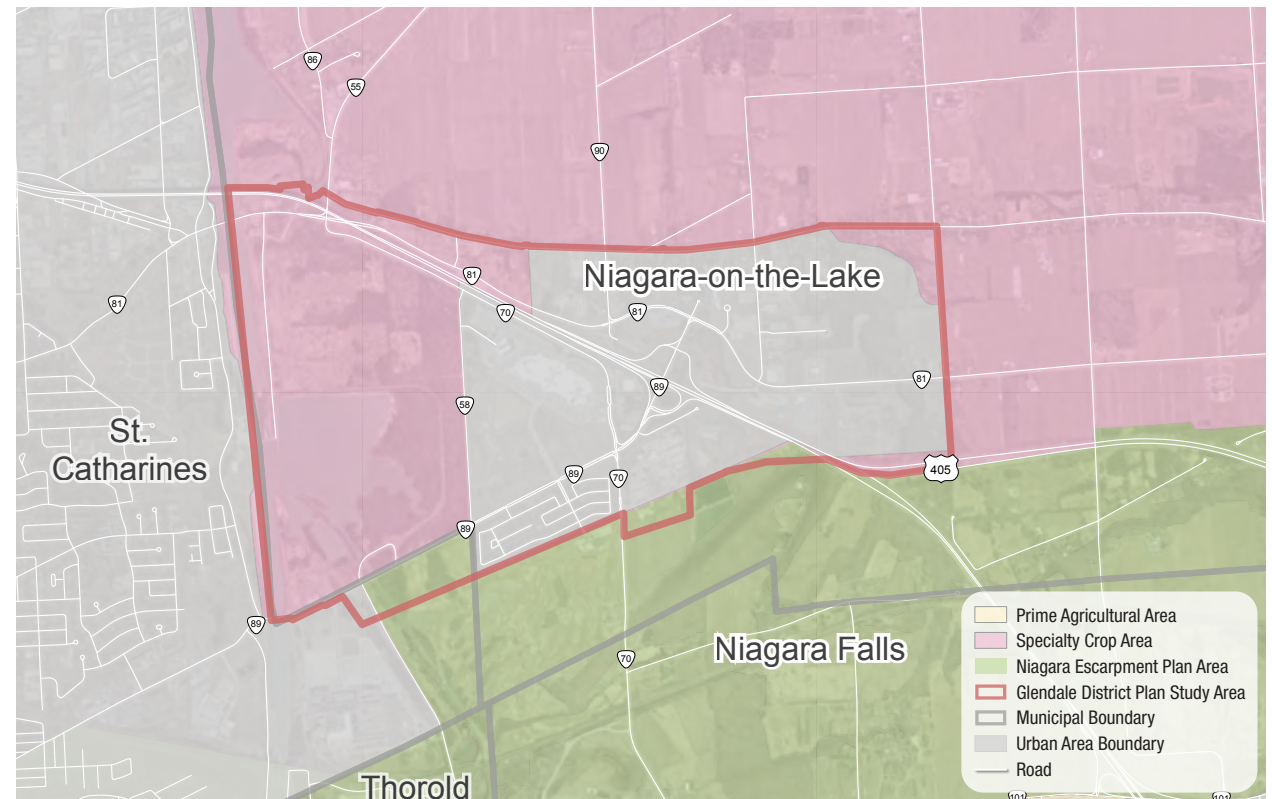 86
55
90
81
Niagara-on-the-Lake
81
70
81
89
81
58
St.
Catharines
89
70
405
89
89
Niagara Falls
70
Prime Agricultural Area
Specialty Crop Area
Niagara Escarpment Plan Area
Glendale District Plan Study Area
Municipal Boundary
Urban Area Boundary
Road
Thorold
101
101